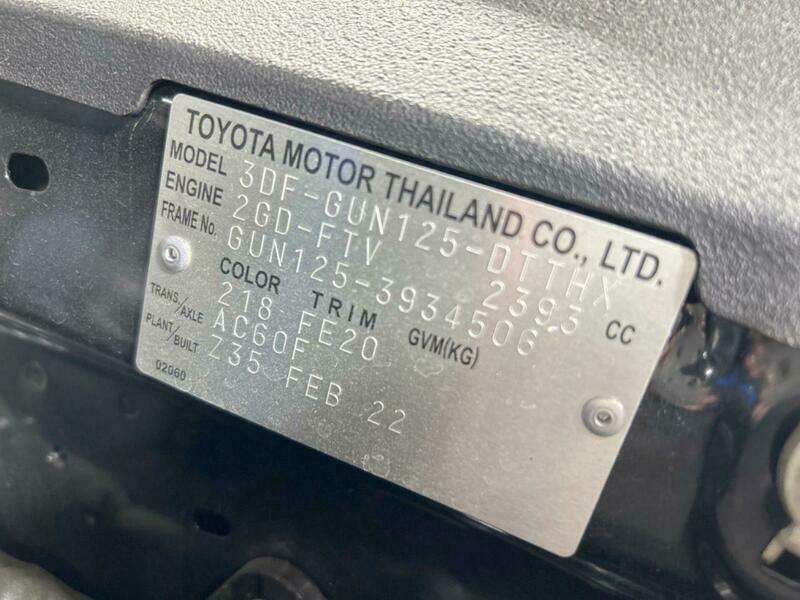 TOYOTA MOTOR THAILAND CO., LTD.
MODEL 3DF-GUN125-DTTHX
ENGINE 2GD-FTV 2393 CC
FRAME No. GUN125-3934506
COLOR TRIM GVM(KG)
218 FE20
TRANS./AXLE AC60F
PLANT/BUILT Z35 FEB 22
02060